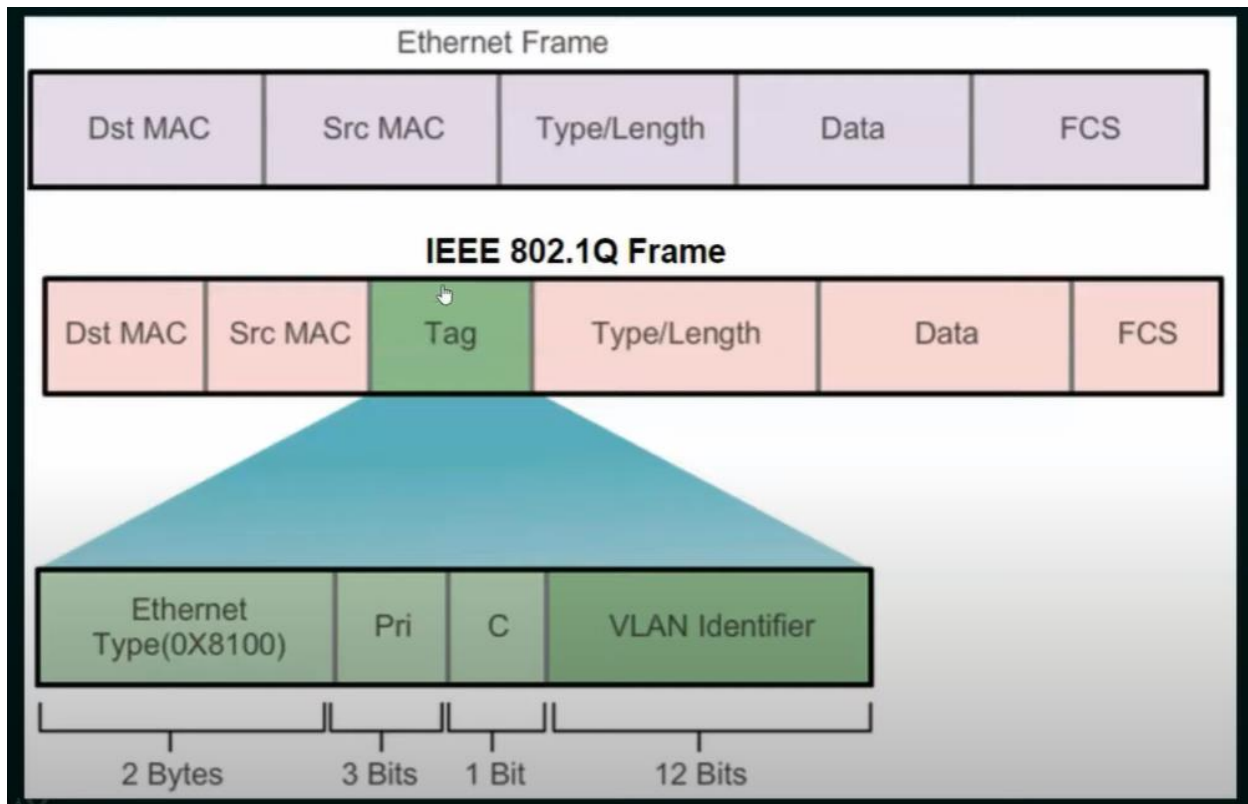 Ethernet Frame
Dst MAC Src MAC Type/Length Data FCS
IEEE 802.1Q Frame
Dst MAC Src MAC Tag Type/Length Data FCS
Ethernet
Type(0X8100)
Pri C VLAN Identifier
2 Bytes 3 Bits 1 Bit 12 Bits